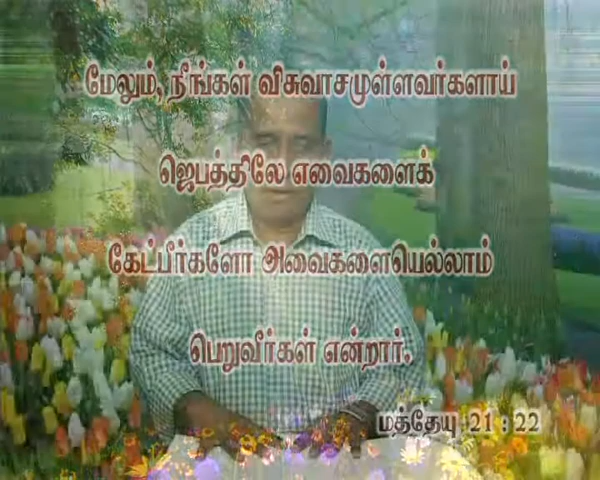 மேலும், நீங்கள் விசுவாசமுள்ளவர்களாய்
ஜெபத்திலே எவைகளைக்
கேட்பீர்களோ அவைகளையெல்லாம்
பெறுவீர்கள் என்றார்.
மத்தேயு 21 : 22